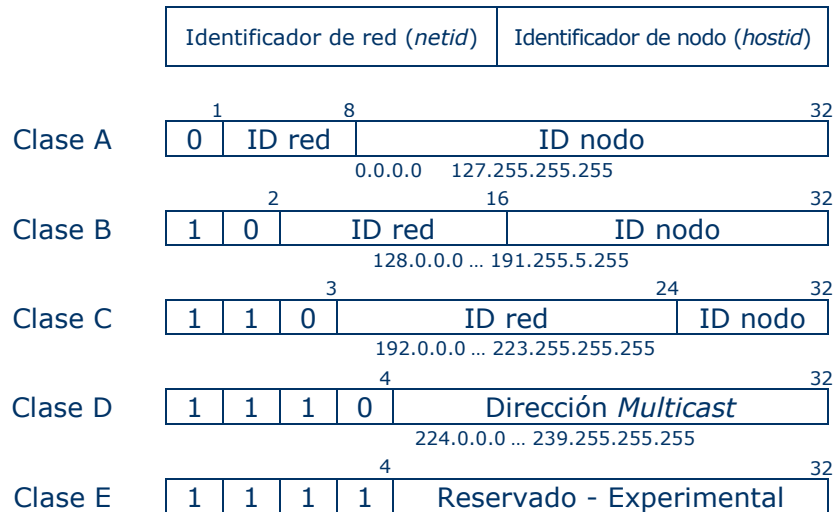 Identificador de red (netid) Identificador de nodo (hostid)
1 8 32
Clase A 0 ID red ID nodo
0.0.0.0 127.255.255.255
2 16 32
Clase B 1 0 ID red ID nodo
128.0.0.0 … 191.255.5.255
3 24 32
Clase C 1 1 0 ID red ID nodo
192.0.0.0 … 223.255.255.255
4 32
Clase D 1 1 1 0 Dirección Multicast
224.0.0.0 … 239.255.255.255
4 32
Clase E 1 1 1 1 Reservado - Experimental